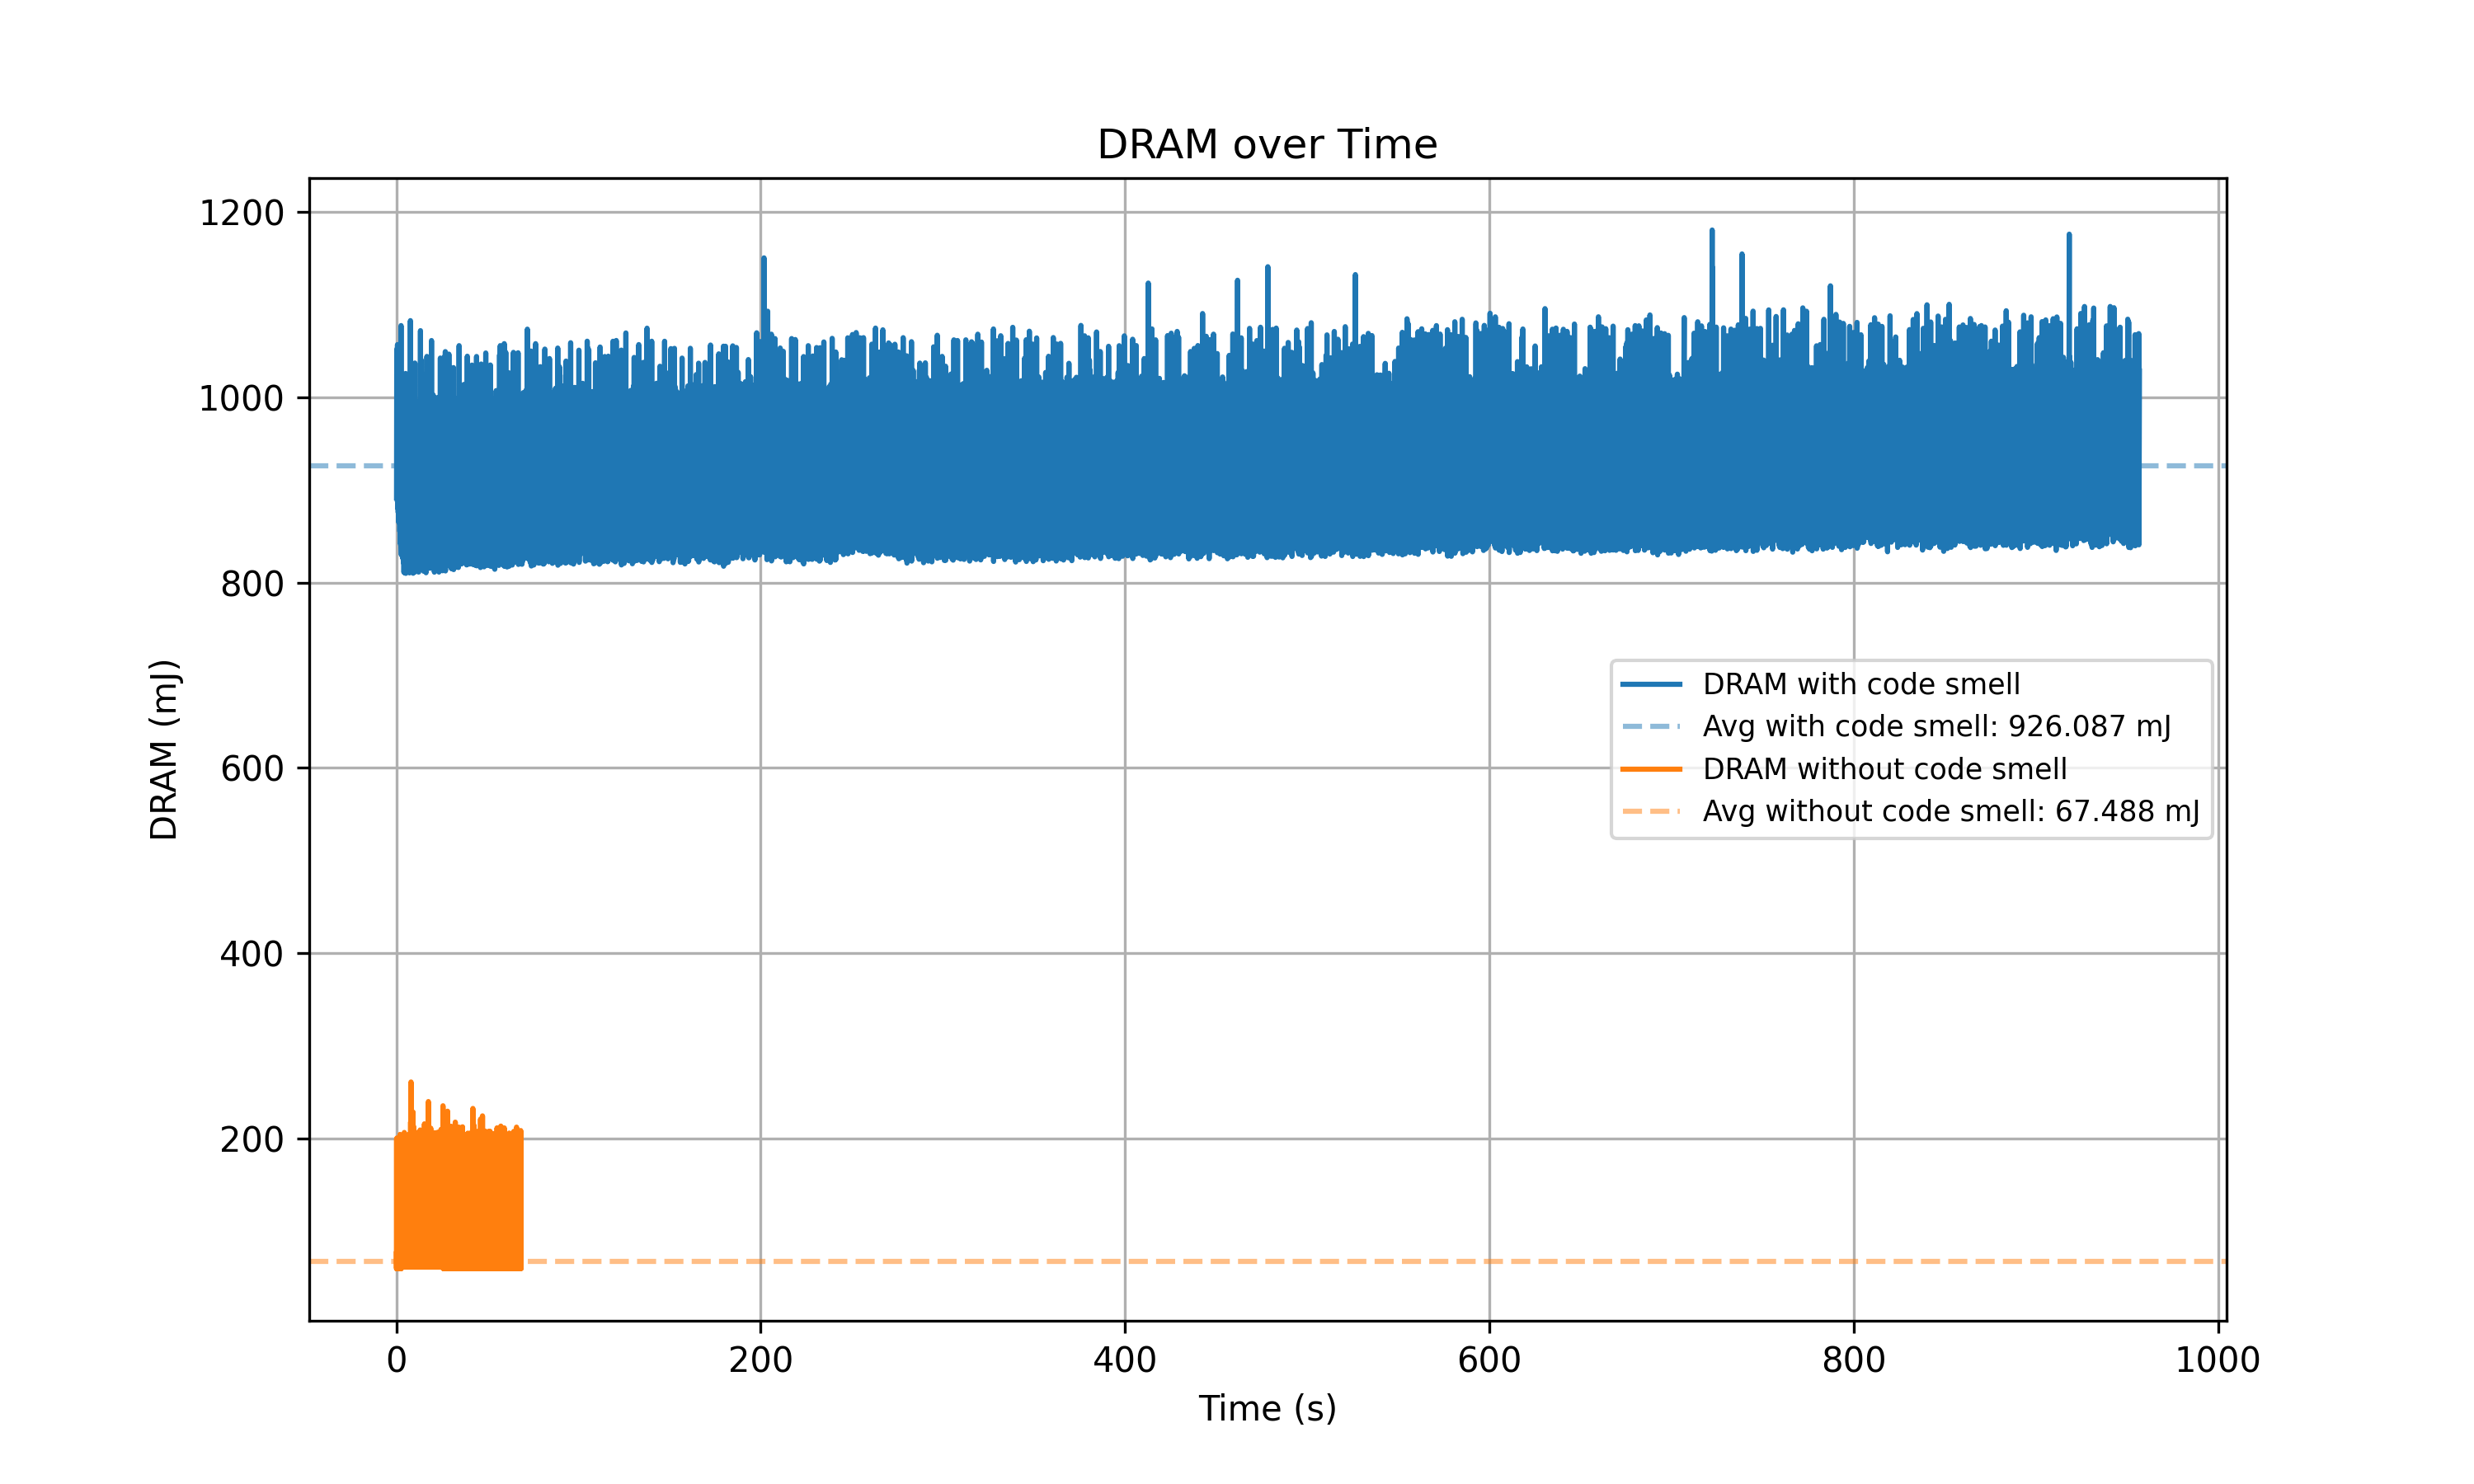 DRAM over Time
1200
1000
800
600
400
200
DRAM (mJ)
DRAM with code smell
Avg with code smell: 926.087 mJ
DRAM without code smell
Avg without code smell: 67.488 mJ
0 200 400 600 800 1000
Time (s)